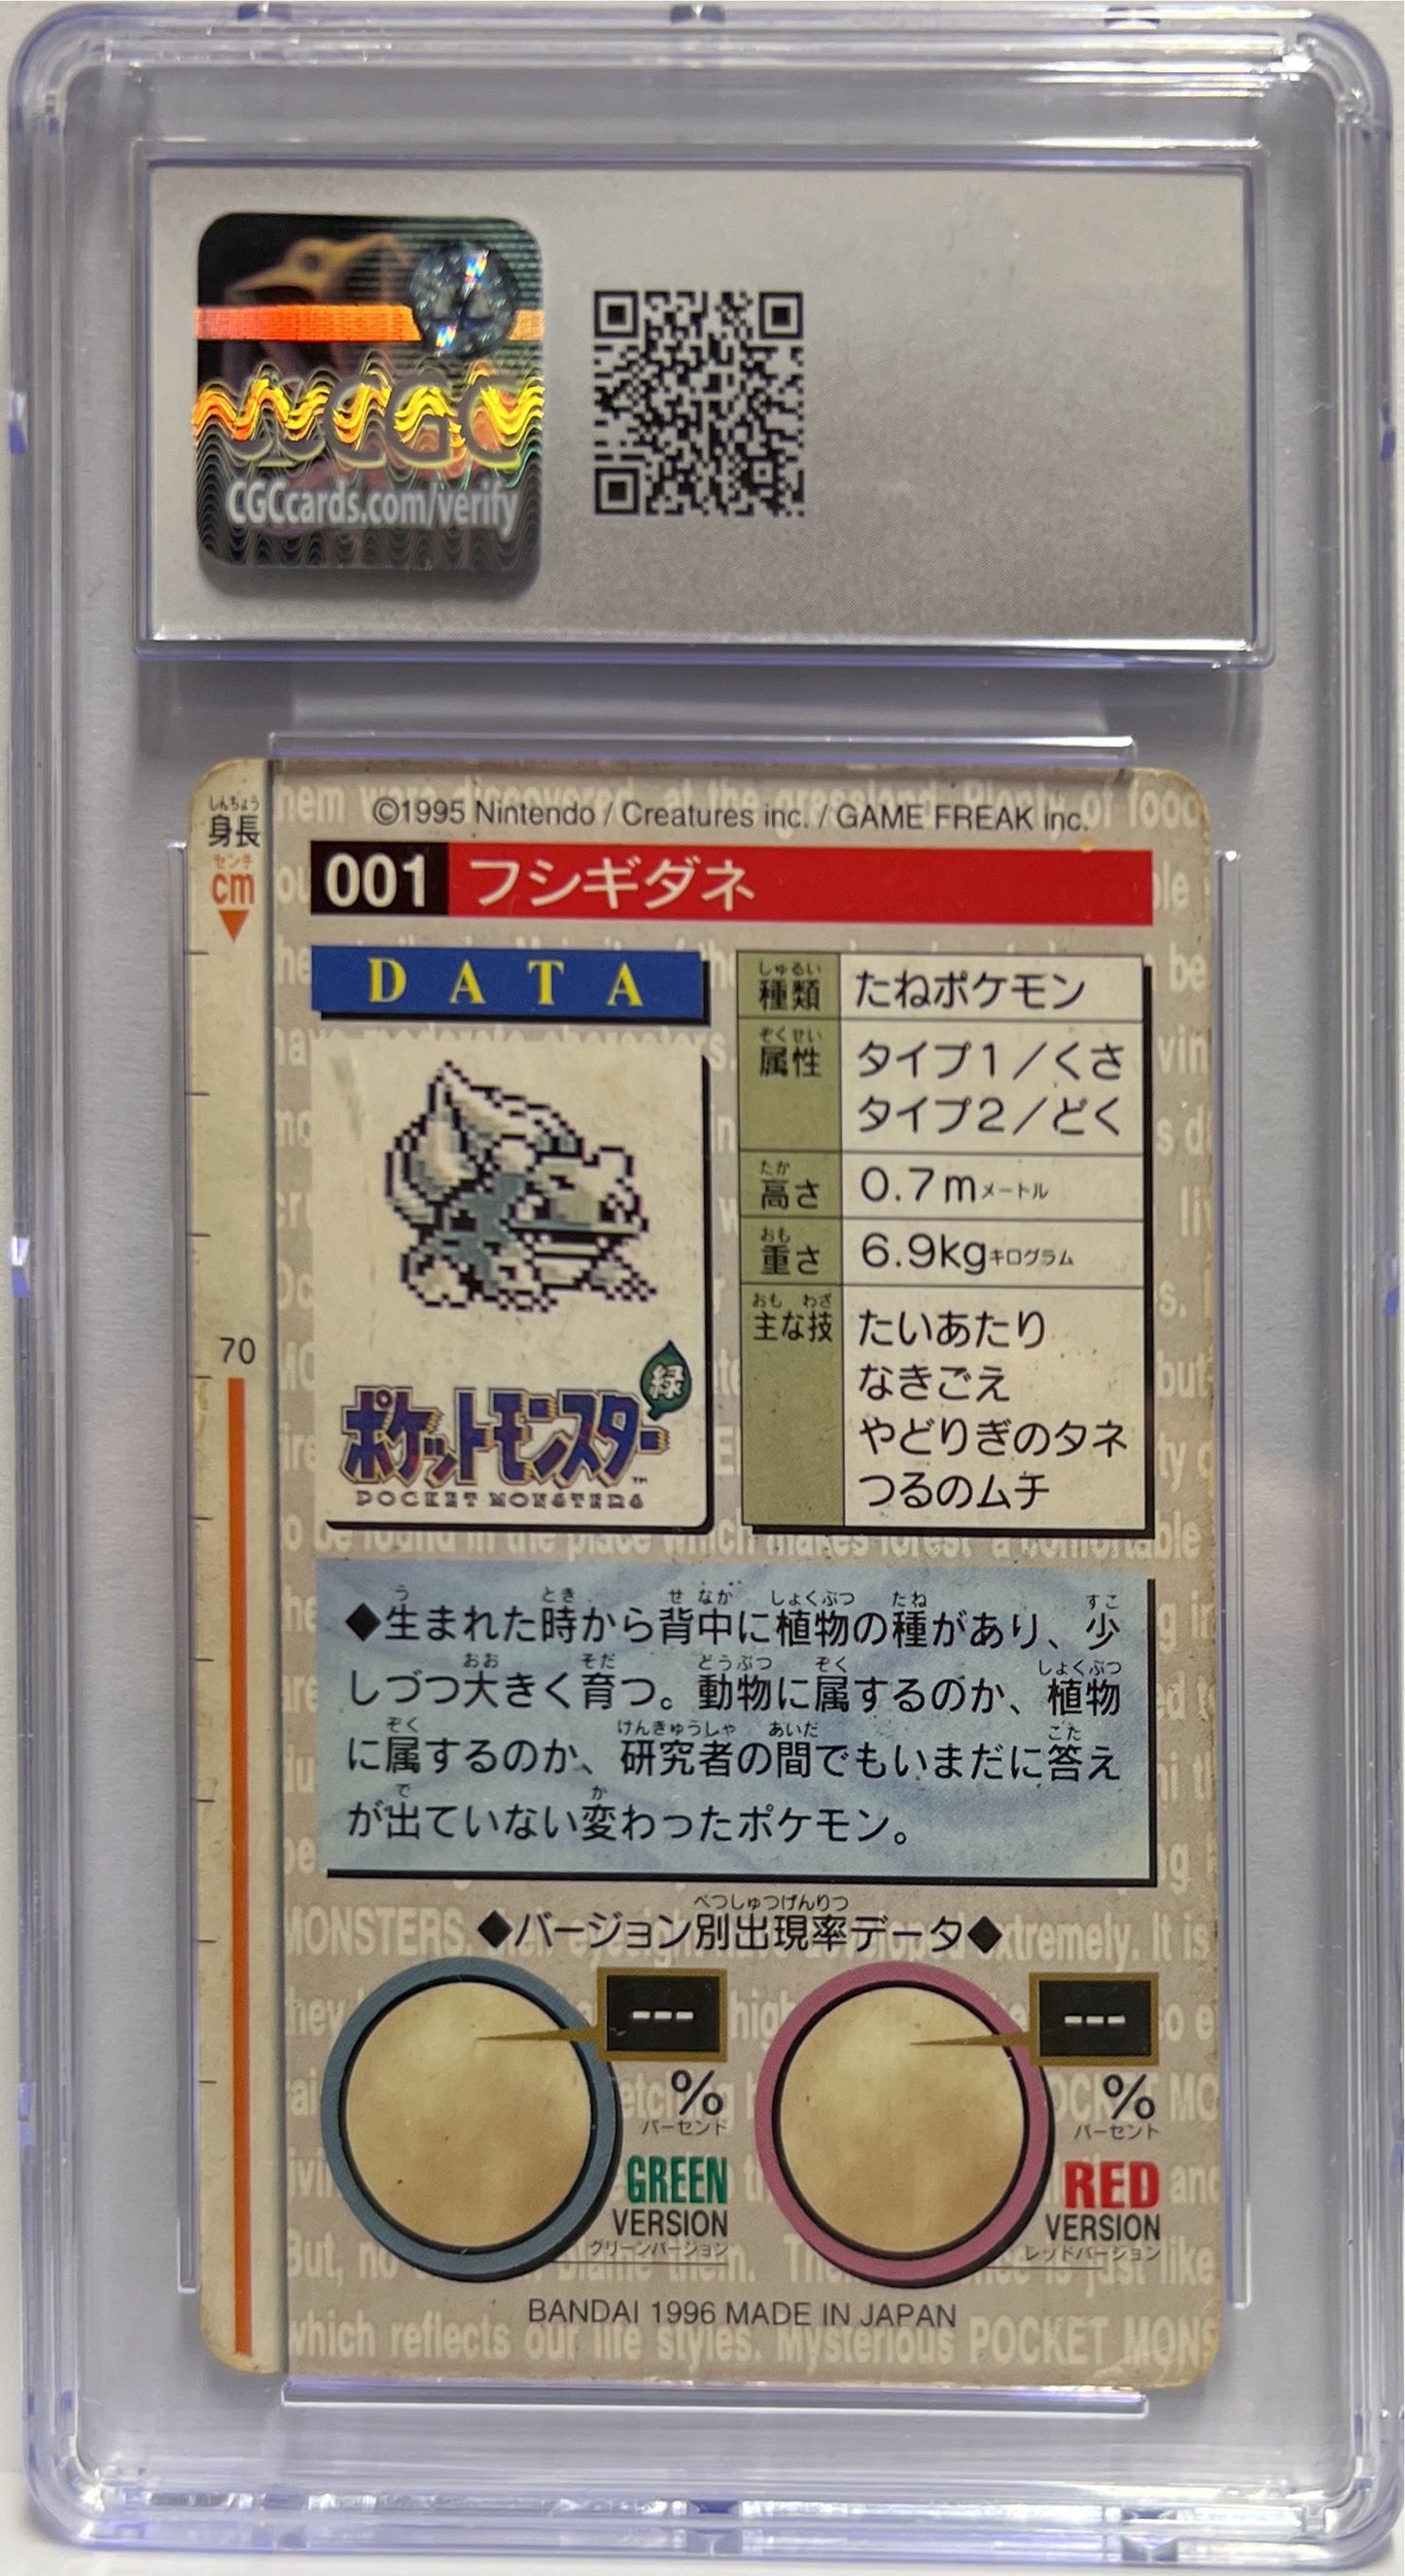 CGC
CGCcards.com/verify
©1995 Nintendo / Creatures inc. / GAME FREAK inc.
しんちょう
身長
センチ
cm
70
001 フシギダネ
DATA
緑
ポケットモンスター
POCKET MONSTERS
しゅるい
種類 たねポケモン
ぞくせい
属性 タイプ1/くさ
タイプ2/どく
たか
高さ 0.7mメートル
おも
重さ 6.9kgキログラム
おも わざ
主な技 たいあたり
なきごえ
やどりぎのタネ
つるのムチ
う とき せ なか しょくぶつ たね すこ
◆生まれた時から背中に植物の種があり、少
おお そだ どうぶつ ぞく しょくぶつ
しづつ大きく育つ。動物に属するのか、植物
ぞく けんきゅうしゃ あいだ こた
に属するのか、研究者の間でもいまだに答え
で か
が出ていない変わったポケモン。
べつしゅつげんりつ
◆バージョン別出現率データ◆
--- ---
% %
パーセント パーセント
GREEN RED
VERSION VERSION
グリーンバージョン レッドバージョン
BANDAI 1996 MADE IN JAPAN
which reflects our life styles. Mysterious POCKET MONS